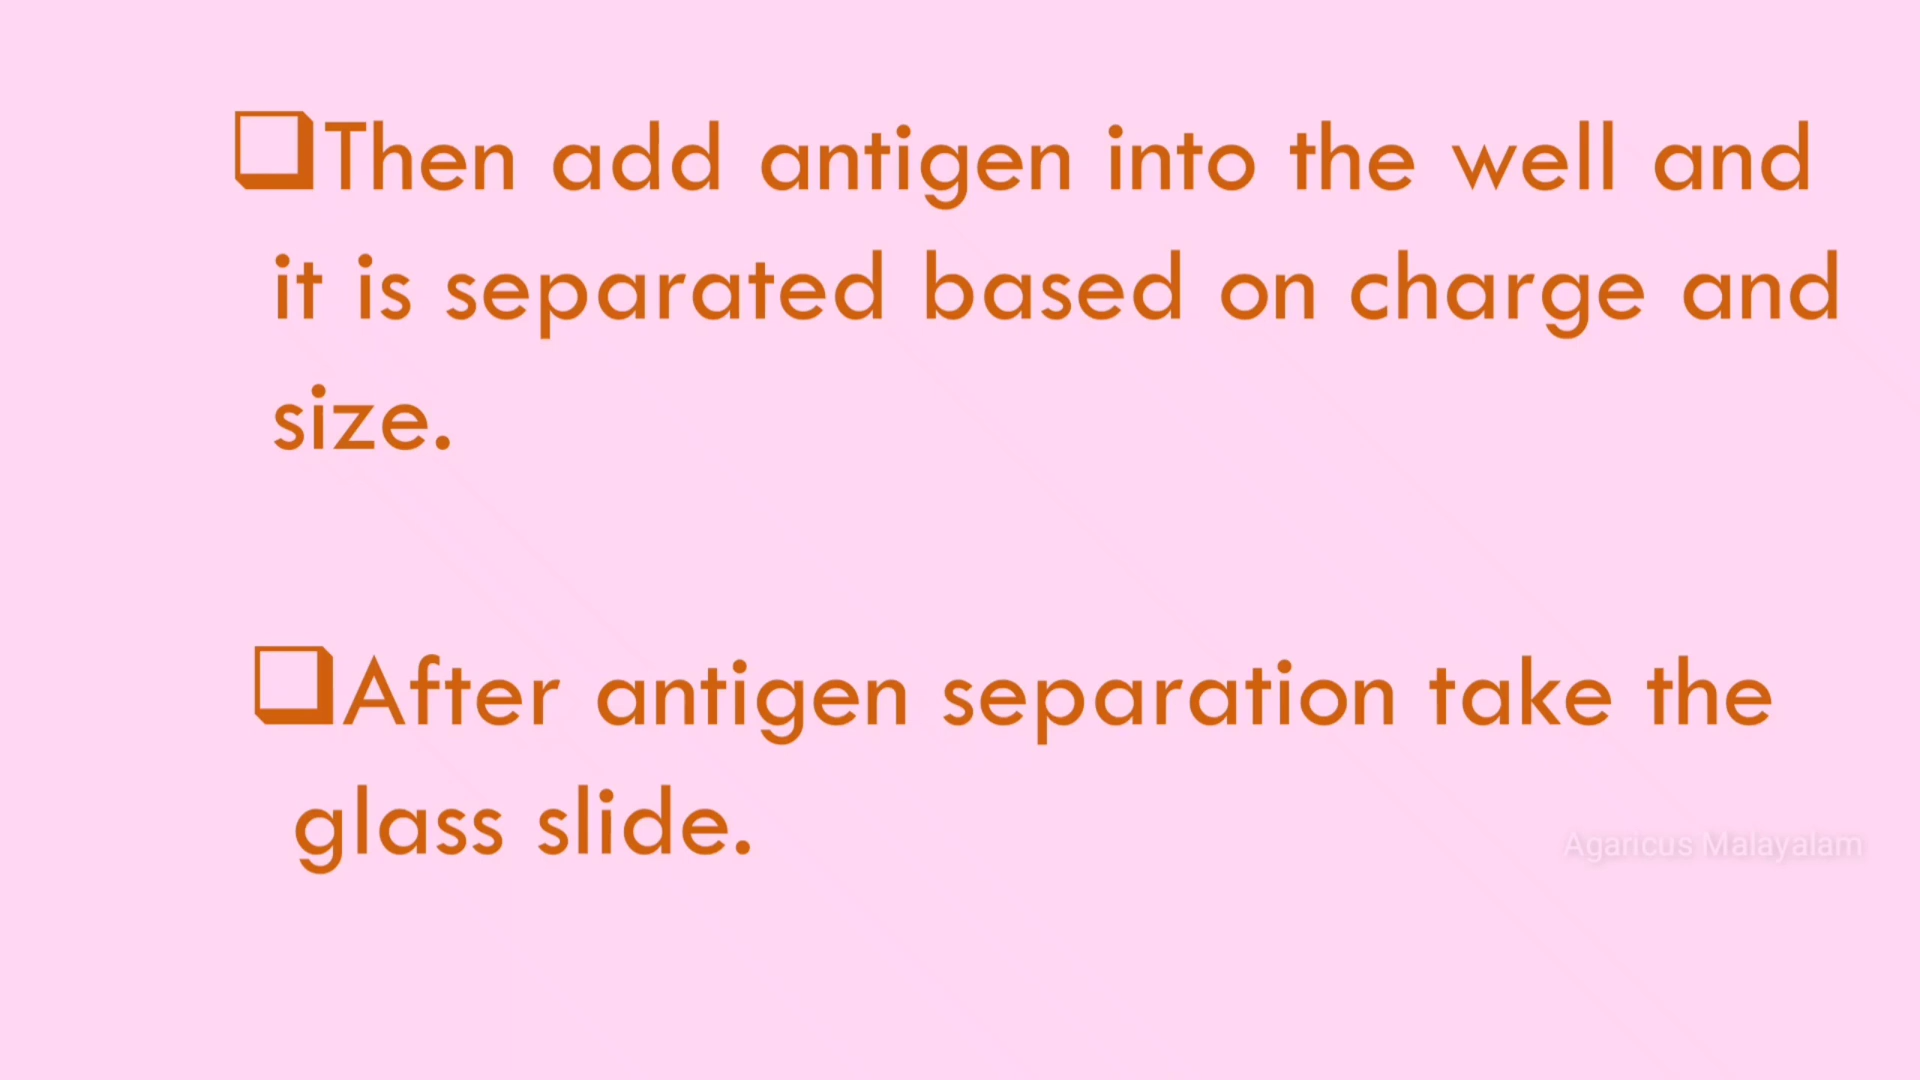 ❑Then add antigen into the well and
it is separated based on charge and
size.
❑After antigen separation take the
glass slide.
Agaricus Malayalam